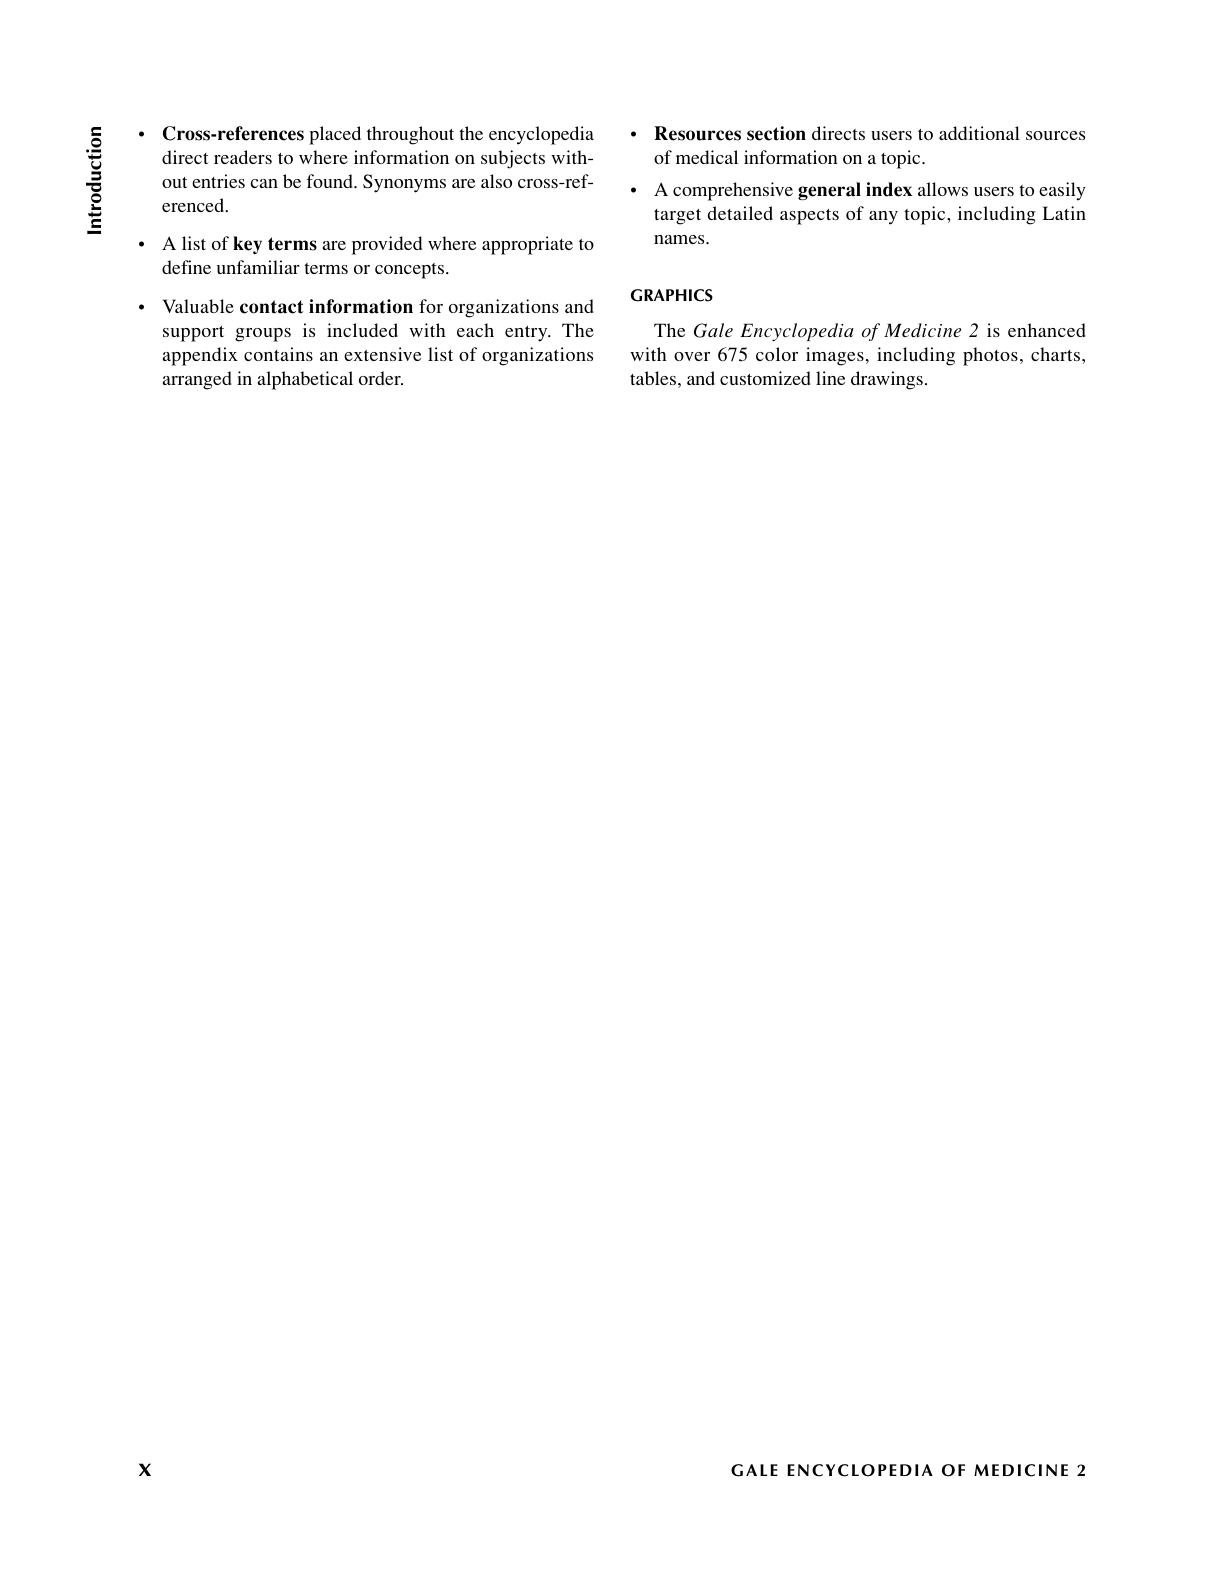 Introduction
• Cross-references placed throughout the encyclopedia
direct readers to where information on subjects with-
out entries can be found. Synonyms are also cross-ref-
erenced.
• A list of key terms are provided where appropriate to
define unfamiliar terms or concepts.
• Valuable contact information for organizations and
support groups is included with each entry. The
appendix contains an extensive list of organizations
arranged in alphabetical order.
• Resources section directs users to additional sources
of medical information on a topic.
• A comprehensive general index allows users to easily
target detailed aspects of any topic, including Latin
names.
GRAPHICS
The Gale Encyclopedia of Medicine 2 is enhanced
with over 675 color images, including photos, charts,
tables, and customized line drawings.
X
GALE ENCYCLOPEDIA OF MEDICINE 2